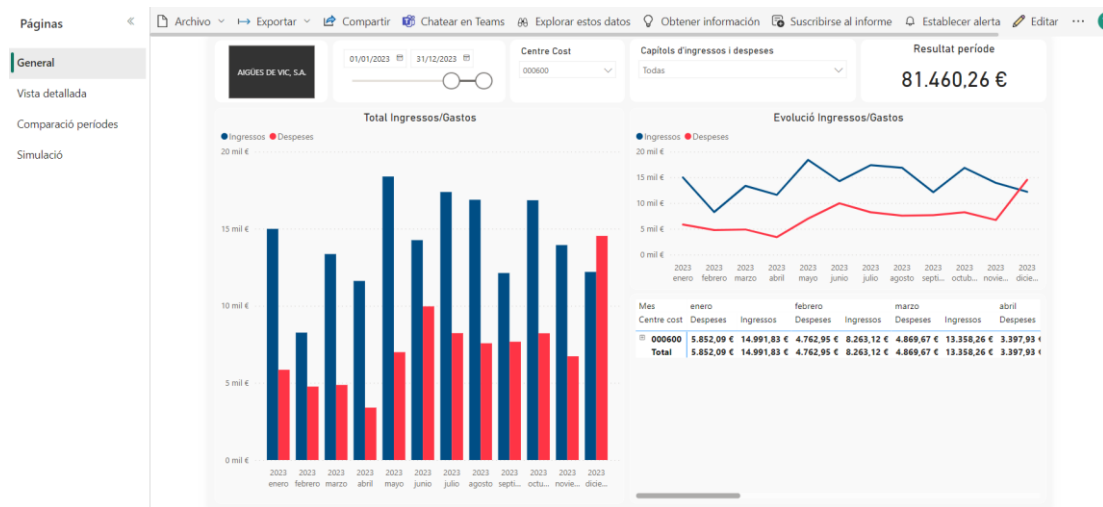 Páginas «
Archivo Exportar Compartir Chatear en Teams Explorar estos datos Obtener información Suscribirse al informe Establecer alerta Editar ...
General
Vista detallada
Comparació períodes
Simulació
AIGÜES DE VIC, S.A.
01/01/2023 31/12/2023
Centre Cost
000600
Capítols d'ingressos i despeses
Todas
Resultat període
81.460,26 €
Total Ingressos/Gastos
Ingressos Despeses
20 mil €
15 mil €
10 mil €
5 mil €
0 mil €
2023 2023 2023 2023 2023 2023 2023 2023 2023 2023 2023 2023
enero febrero marzo abril mayo junio julio agosto septi... octu... novie... dicie...
Evolució Ingressos/Gastos
Ingressos Despeses
20 mil €
15 mil €
10 mil €
5 mil €
0 mil €
2023 2023 2023 2023 2023 2023 2023 2023 2023 2023 2023 2023
enero febrero marzo abril mayo junio julio agosto septi... octub... novie... dicie...
Mes enero febrero marzo abril
Centre cost Despeses Ingressos Despeses Ingressos Despeses Ingressos Despeses
000600 5.852,09 € 14.991,83 € 4.762,95 € 8.263,12 € 4.869,67 € 13.358,26 € 3.397,93 €
Total 5.852,09 € 14.991,83 € 4.762,95 € 8.263,12 € 4.869,67 € 13.358,26 € 3.397,93 €